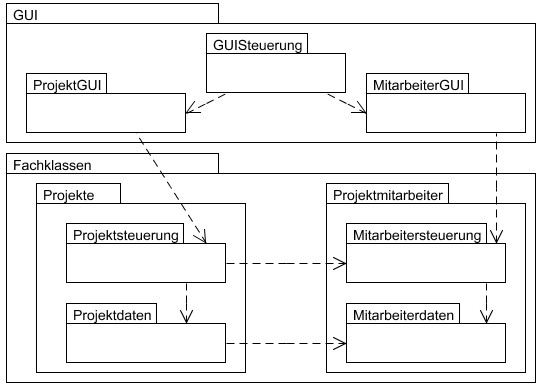 GUI
GUISteuerung
ProjektGUI
MitarbeiterGUI
Fachklassen
Projekte
Projektmitarbeiter
Projektsteuerung
Mitarbeitersteuerung
Projektdaten
Mitarbeiterdaten